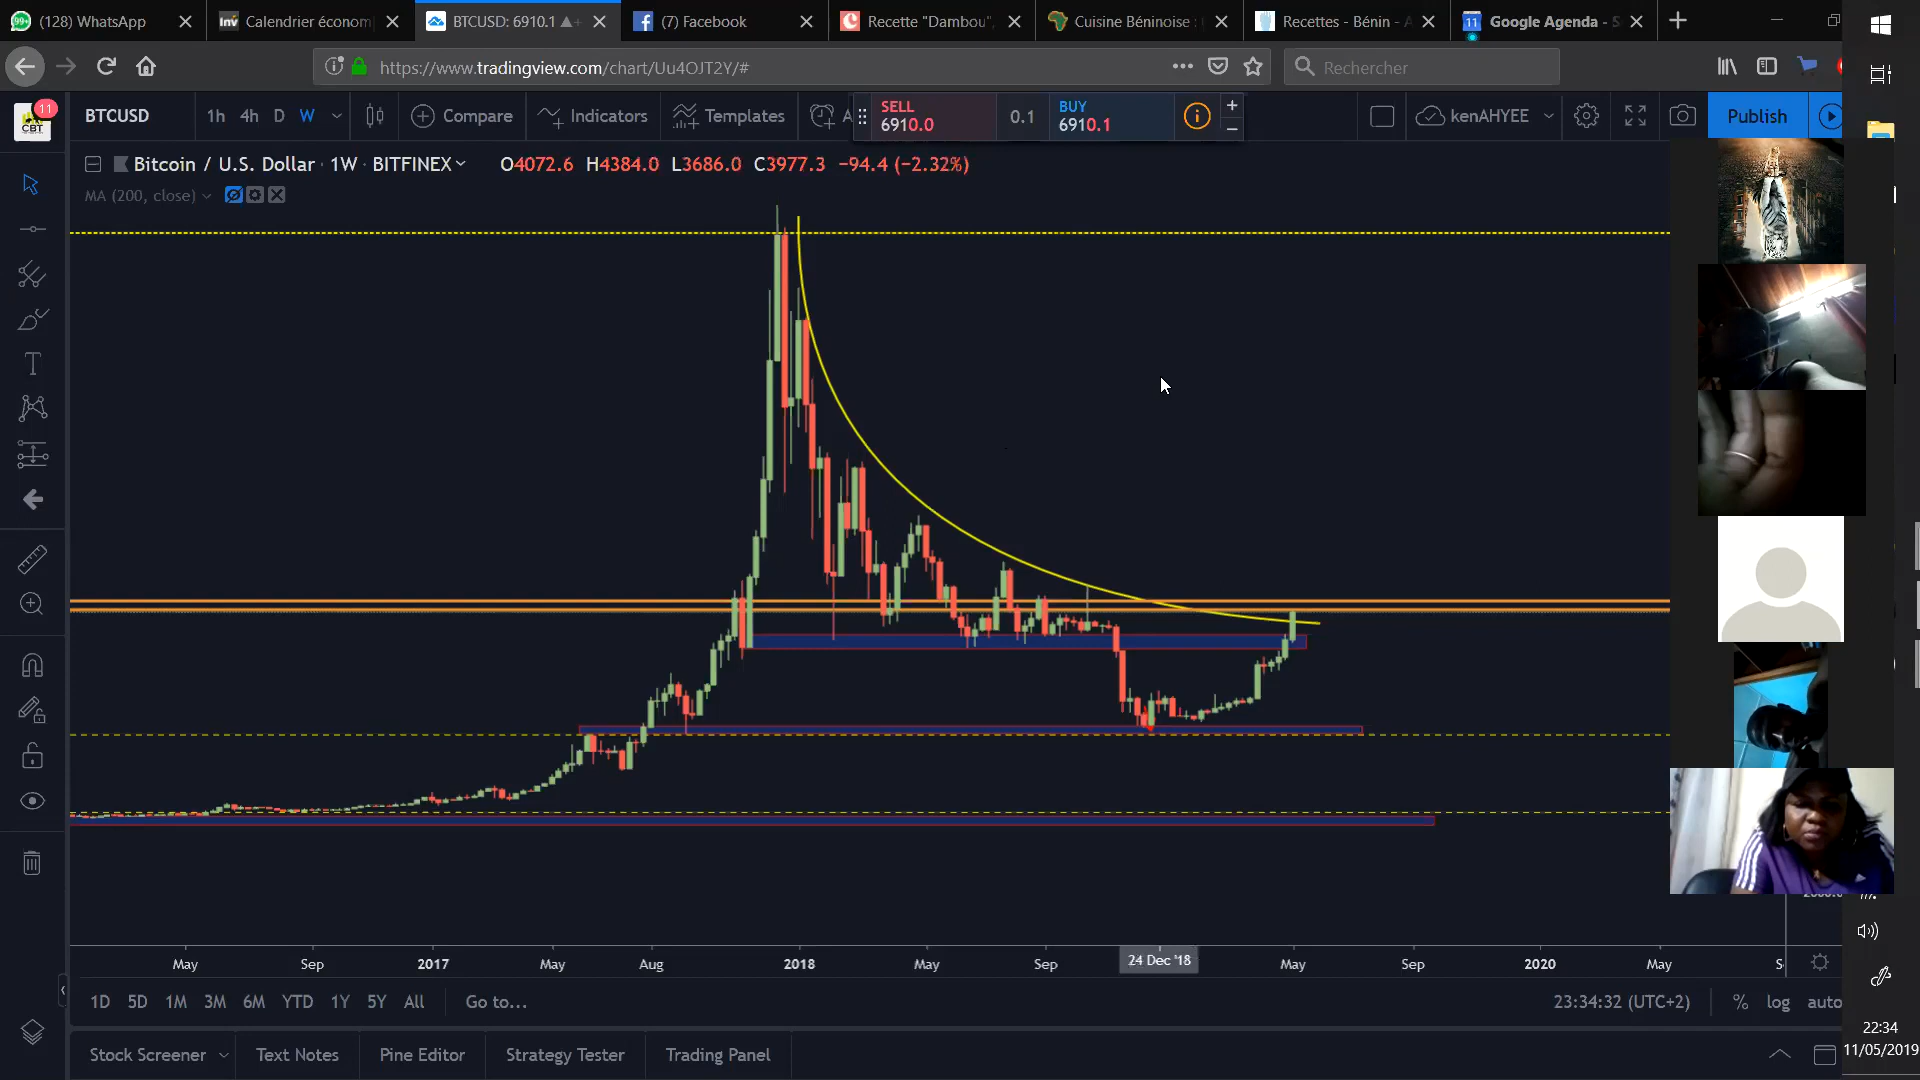 (128) WhatsApp
Calendrier économ
BTCUSD: 6910.1 ▲+
(7) Facebook
Recette "Dambou",
Cuisine Béninoise :
Recettes - Bénin - A
11 Google Agenda - S
https://www.tradingview.com/chart/Uu4OJT2Y/#
Rechercher
11
CBT
BTCUSD
1h 4h D W
Compare
Indicators
Templates
A
SELL
6910.0
0.1
BUY
6910.1
kenAHYEE
Publish
Bitcoin / U.S. Dollar · 1W · BITFINEX
O4072.6 H4384.0 L3686.0 C3977.3 −94.4 (−2.32%)
MA (200, close)
May Sep 2017 May Aug 2018 May Sep 24 Dec '18 May Sep 2020 May S
1D 5D 1M 3M 6M YTD 1Y 5Y All Go to...
23:34:32 (UTC+2) % log auto
Stock Screener Text Notes Pine Editor Strategy Tester Trading Panel
22:34
11/05/2019